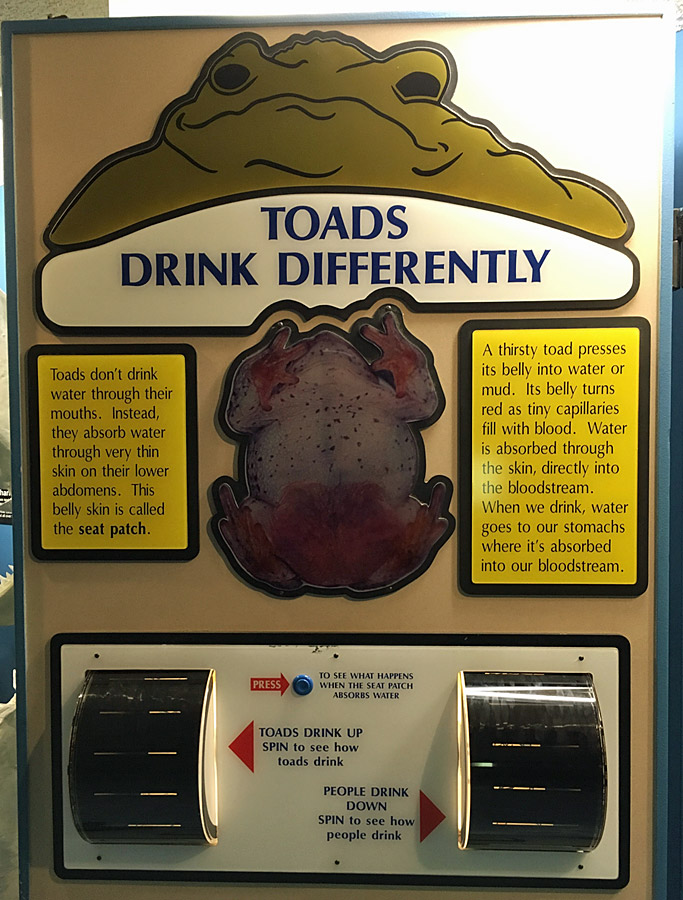 TOADS
DRINK DIFFERENTLY
Toads don't drink
water through their
mouths. Instead,
they absorb water
through very thin
skin on their lower
abdomens. This
belly skin is called
the seat patch.
A thirsty toad presses
its belly into water or
mud. Its belly turns
red as tiny capillaries
fill with blood. Water
is absorbed through
the skin, directly into
the bloodstream.
When we drink, water
goes to our stomachs
where it's absorbed
into our bloodstream.
PRESS
TO SEE WHAT HAPPENS
WHEN THE SEAT PATCH
ABSORBS WATER
TOADS DRINK UP
SPIN to see how
toads drink
PEOPLE DRINK
DOWN
SPIN to see how
people drink